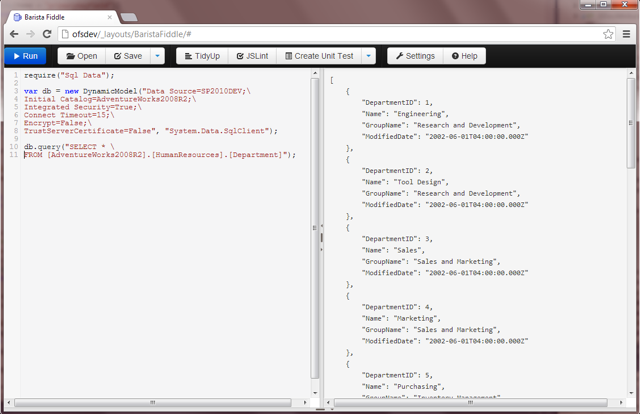 Barista Fiddle
ofsdev/_layouts/BaristaFiddle/#
Run Open Save TidyUp JSLint Create Unit Test Settings Help
1 require("Sql Data");
2
3 var db = new DynamicModel("Data Source=SP2010DEV;\
4 Initial Catalog=AdventureWorks2008R2;\
5 Integrated Security=True;\
6 Connect Timeout=15;\
7 Encrypt=False;\
8 TrustServerCertificate=False", "System.Data.SqlClient");
9
10 db.query("SELECT * \
11 FROM [AdventureWorks2008R2].[HumanResources].[Department]");
[
{
"DepartmentID": 1,
"Name": "Engineering",
"GroupName": "Research and Development",
"ModifiedDate": "2002-06-01T04:00:00.000Z"
},
{
"DepartmentID": 2,
"Name": "Tool Design",
"GroupName": "Research and Development",
"ModifiedDate": "2002-06-01T04:00:00.000Z"
},
{
"DepartmentID": 3,
"Name": "Sales",
"GroupName": "Sales and Marketing",
"ModifiedDate": "2002-06-01T04:00:00.000Z"
},
{
"DepartmentID": 4,
"Name": "Marketing",
"GroupName": "Sales and Marketing",
"ModifiedDate": "2002-06-01T04:00:00.000Z"
},
{
"DepartmentID": 5,
"Name": "Purchasing",
"GroupName": "Inventory Management"